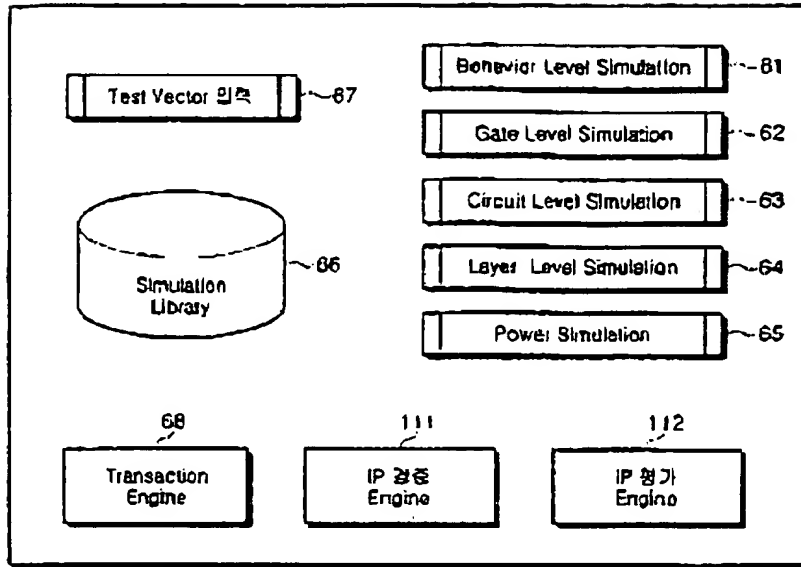 Test Vector 입력
67
Simulation
Library
66
Behavior Level Simulation
61
Gate Level Simulation
62
Circuit Level Simulation
63
Layer Level Simulation
64
Power Simulation
65
68
Transaction
Engine
111
IP 검증
Engine
112
IP 평가
Engine